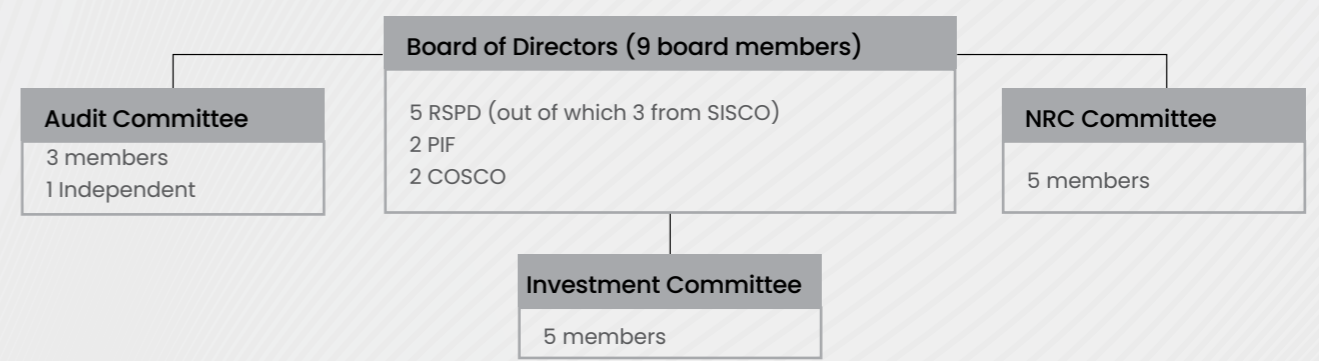 Board of Directors (9 board members)
5 RSPD (out of which 3 from SISCO)
2 PIF
2 COSCO
Audit Committee
3 members
1 Independent
NRC Committee
5 members
Investment Committee
5 members